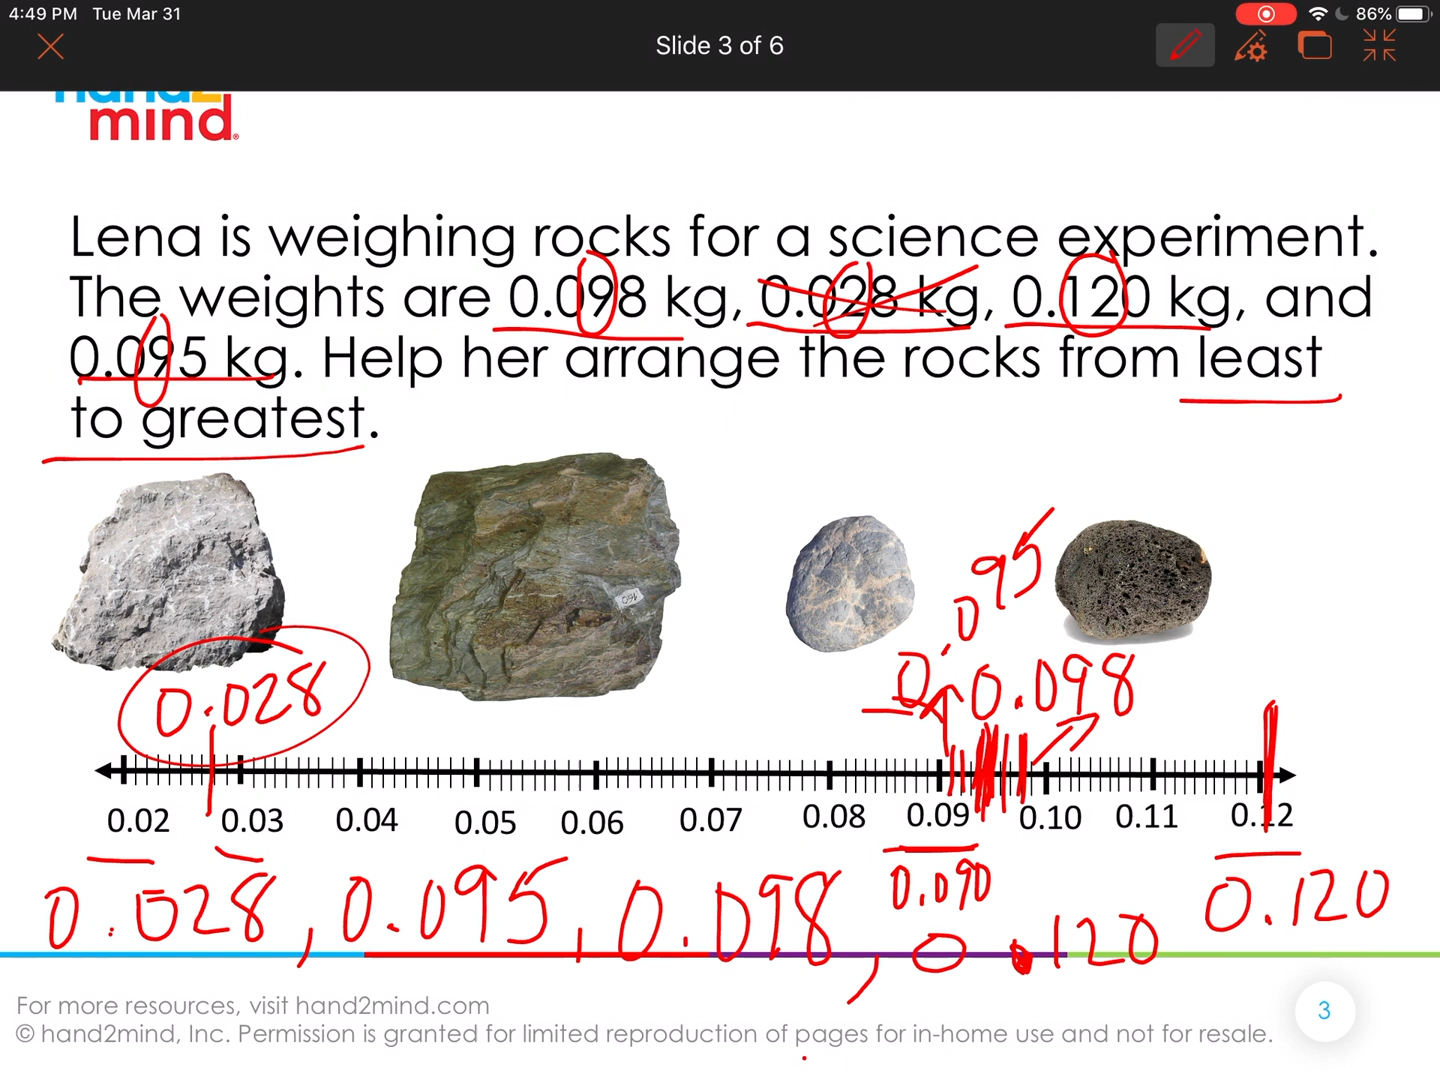 4:49 PM Tue Mar 31
86%
Slide 3 of 6
hand2
mind
Lena is weighing rocks for a science experiment.
The weights are 0.098 kg, 0.028 kg, 0.120 kg, and
0.095 kg. Help her arrange the rocks from least
to greatest.
160
.095
0.028
0.098
0.02 0.03 0.04 0.05 0.06 0.07 0.08 0.09 0.10 0.11 0.12
0.090
0.120
0.028, 0.095, 0.098, 0.120
For more resources, visit hand2mind.com
© hand2mind, Inc. Permission is granted for limited reproduction of pages for in-home use and not for resale.
3